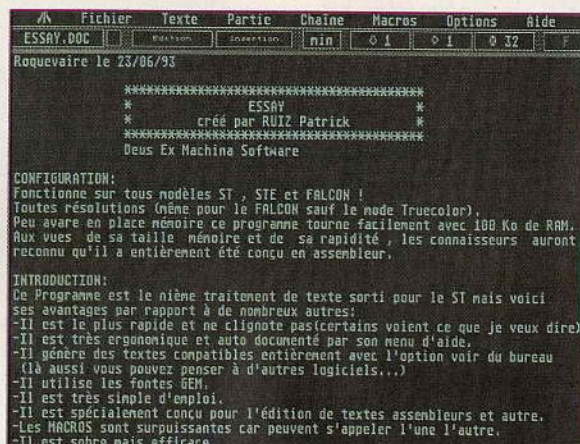 Fichier Texte Partie Chaîne Macros Options Aide
ESSAY.DOC Edition Insertion min ◊ 1 ◊ 1 ◊ 32 F
Roquevaire le 23/06/93
****************************************
* ESSAY *
* créé par RUIZ Patrick *
****************************************
Deus Ex Machina Software
CONFIGURATION:
Fonctionne sur tous modèles ST , STE et FALCON !
Toutes résolutions (même pour le FALCON sauf le mode Truecolor),
Peu avare en place mémoire ce programme tourne facilement avec 100 Ko de RAM.
Aux vues de sa taille mémoire et de sa rapidité , les connaisseurs auront
reconnu qu'il a entièrement été conçu en assembleur.
INTRODUCTION:
Ce Programme est le nième traitement de texte sorti pour le ST mais voici
ses avantages par rapport à de nombreux autres:
-Il est le plus rapide et ne clignote pas(certains voient ce que je veux dire)
-Il est très ergonomique et auto documenté par son menu d'aide.
-Il génère des textes compatibles entièrement avec l'option voir du bureau
(là aussi vous pouvez penser à d'autres logiciels...)
-Il utilise les fontes GEM.
-Il est très simple d'emploi.
-Il est spécialement conçu pour l'édition de textes assembleurs et autre.
-Les MACROS sont surpuissantes car peuvent s'appeler l'une l'autre.
-Il est sobre mais efficace.